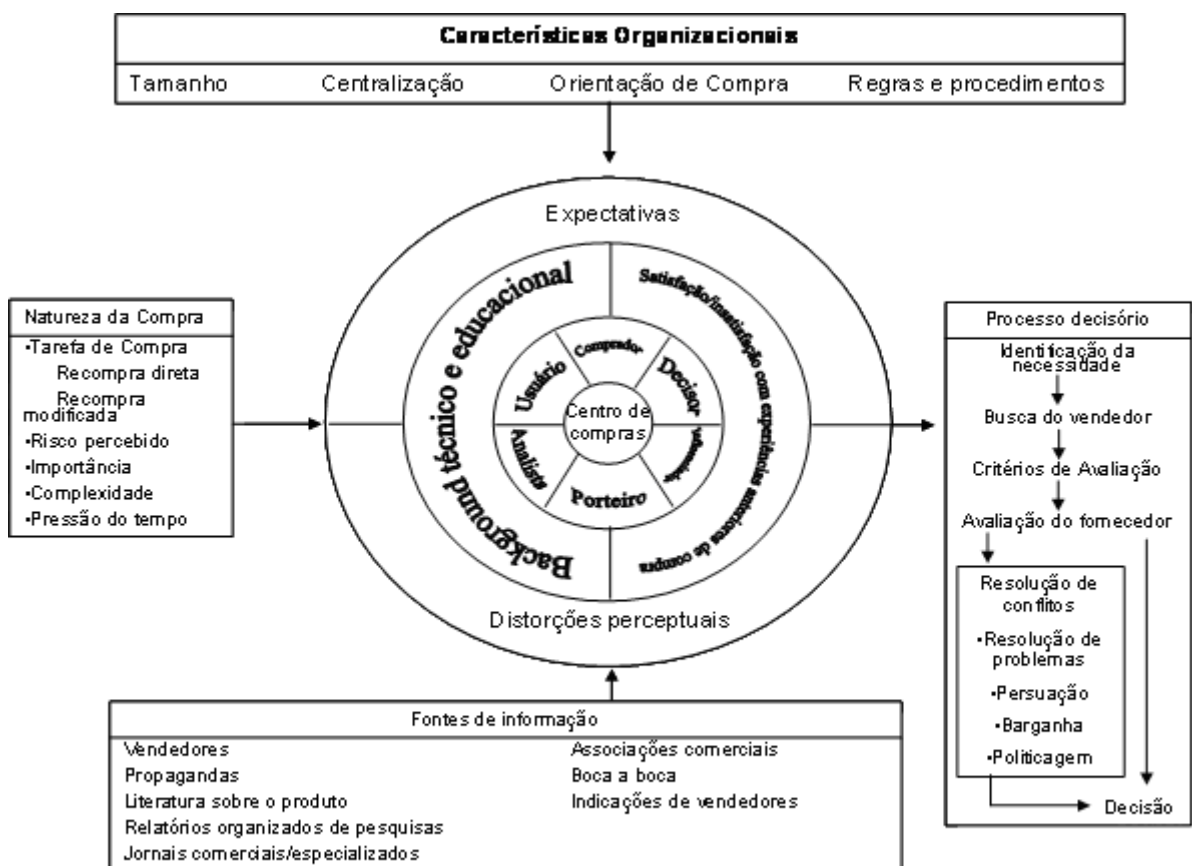 Características Organizacionais
Tamanho Centralização Orientação de Compra Regras e procedimentos
Expectativas
Background técnico e educacional
Satisfação/insatisfação com experiências anteriores de compra
Comprador
Usuário
Decisor
Centro de
compras
Analista
Influenciador
Porteiro
Distorções perceptuais
Natureza da Compra
•Tarefa de Compra
Recompra direta
Recompra
modificada
•Risco percebido
•Importância
•Complexidade
•Pressão do tempo
Processo decisório
Identificação da
necessidade
Busca do vendedor
Critérios de Avaliação
Avaliação do fornecedor
Resolução de
conflitos
•Resolução de
problemas
•Persuação
•Barganha
•Politicagem
Decisão
Fontes de informação
Vendedores
Propagandas
Literatura sobre o produto
Relatórios organizados de pesquisas
Jornais comerciais/especializados
Associações comerciais
Boca a boca
Indicações de vendedores